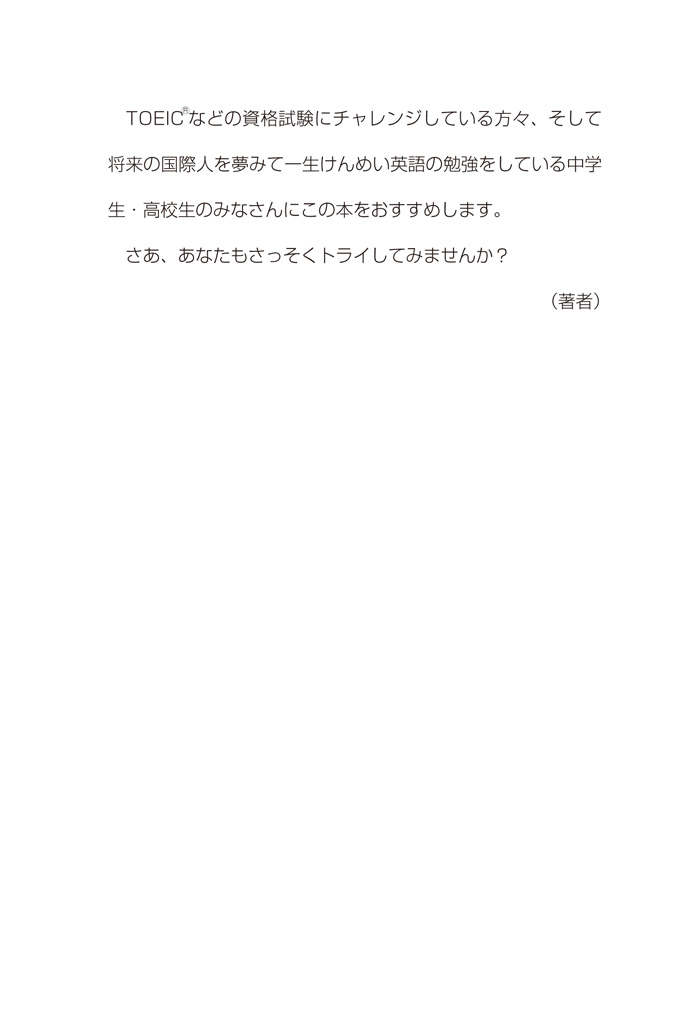 TOEIC®などの資格試験にチャレンジしている方々、そして
将来の国際人を夢みて一生けんめい英語の勉強をしている中学
生・高校生のみなさんにこの本をおすすめします。
　さあ、あなたもさっそくトライしてみませんか？
（著者）